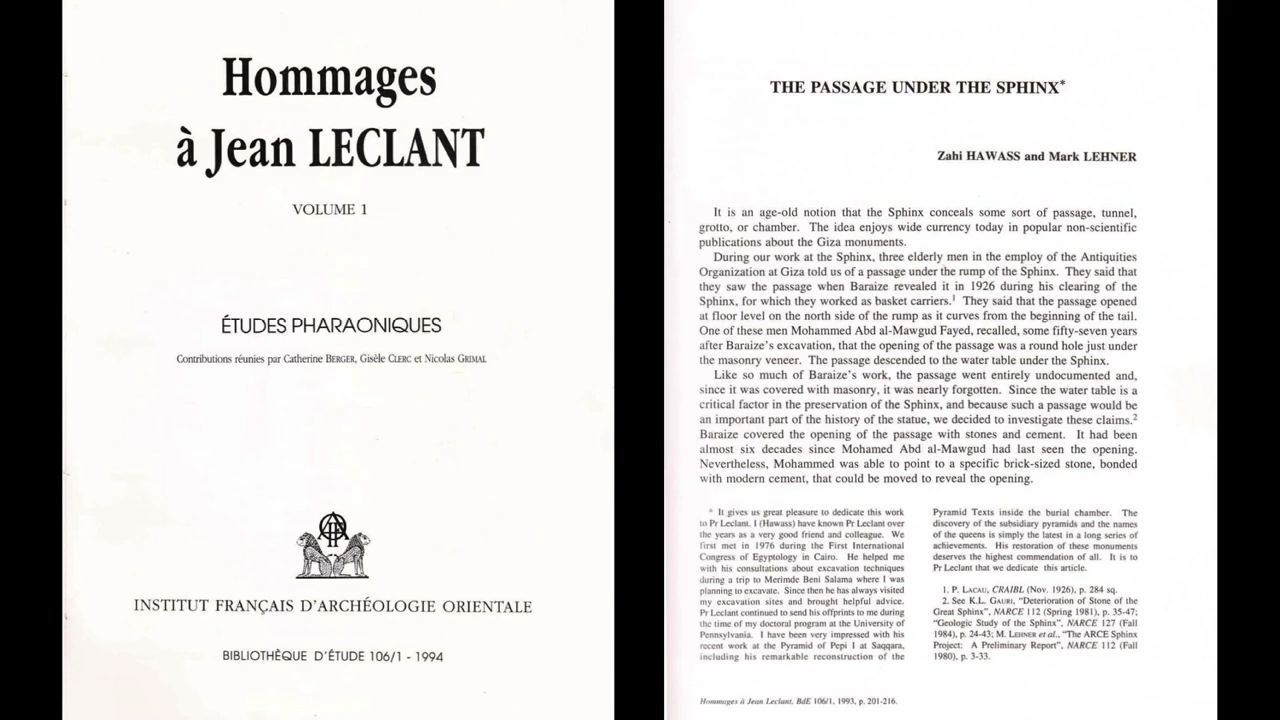 Hommages
à Jean LECLANT
VOLUME 1
ÉTUDES PHARAONIQUES
Contributions réunies par Catherine BERGER, Gisèle CLERC et Nicolas GRIMAL
INSTITUT FRANÇAIS D'ARCHÉOLOGIE ORIENTALE
BIBLIOTHÈQUE D'ÉTUDE 106/1 - 1994
THE PASSAGE UNDER THE SPHINX*
Zahi HAWASS and Mark LEHNER
It is an age-old notion that the Sphinx conceals some sort of passage, tunnel,
grotto, or chamber. The idea enjoys wide currency today in popular non-scientific
publications about the Giza monuments.
During our work at the Sphinx, three elderly men in the employ of the Antiquities
Organization at Giza told us of a passage under the rump of the Sphinx. They said that
they saw the passage when Baraize revealed it in 1926 during his clearing of the
Sphinx, for which they worked as basket carriers.1 They said that the passage opened
at floor level on the north side of the rump as it curves from the beginning of the tail.
One of these men Mohammed Abd al-Mawgud Fayed, recalled, some fifty-seven years
after Baraize's excavation, that the opening of the passage was a round hole just under
the masonry veneer. The passage descended to the water table under the Sphinx.
Like so much of Baraize's work, the passage went entirely undocumented and,
since it was covered with masonry, it was nearly forgotten. Since the water table is a
critical factor in the preservation of the Sphinx, and because such a passage would be
an important part of the history of the statue, we decided to investigate these claims.2
Baraize covered the opening of the passage with stones and cement. It had been
almost six decades since Mohamed Abd al-Mawgud had last seen the opening.
Nevertheless, Mohammed was able to point to a specific brick-sized stone, bonded
with modern cement, that could be moved to reveal the opening.
* It gives us great pleasure to dedicate this work
to Pr Leclant. I (Hawass) have known Pr Leclant over
the years as a very good friend and colleague. We
first met in 1976 during the First International
Congress of Egyptology in Cairo. He helped me
with his consultations about excavation techniques
during a trip to Merimde Beni Salama where I was
planning to excavate. Since then he has always visited
my excavation sites and brought helpful advice.
Pr Leclant continued to send his offprints to me during
the time of my doctoral program at the University of
Pennsylvania. I have been very impressed with his
recent work at the Pyramid of Pepi I at Saqqara,
including his remarkable reconstruction of the
Pyramid Texts inside the burial chamber. The
discovery of the subsidiary pyramids and the names
of the queens is simply the latest in a long series of
achievements. His restoration of these monuments
deserves the highest commendation of all. It is to
Pr Leclant that we dedicate this article.
1. P. LACAU, CRAIBL (Nov. 1926), p. 284 sq.
2. See K.L. GAURI, "Deterioration of Stone of the
Great Sphinx", NARCE 112 (Spring 1981), p. 35-47;
"Geologic Study of the Sphinx", NARCE 127 (Fall
1984), p. 24-43; M. LEHNER et al., "The ARCE Sphinx
Project: A Preliminary Report", NARCE 112 (Fall
1980), p. 3-33.
Hommages à Jean Leclant, BdE 106/1, 1993, p. 201-216.